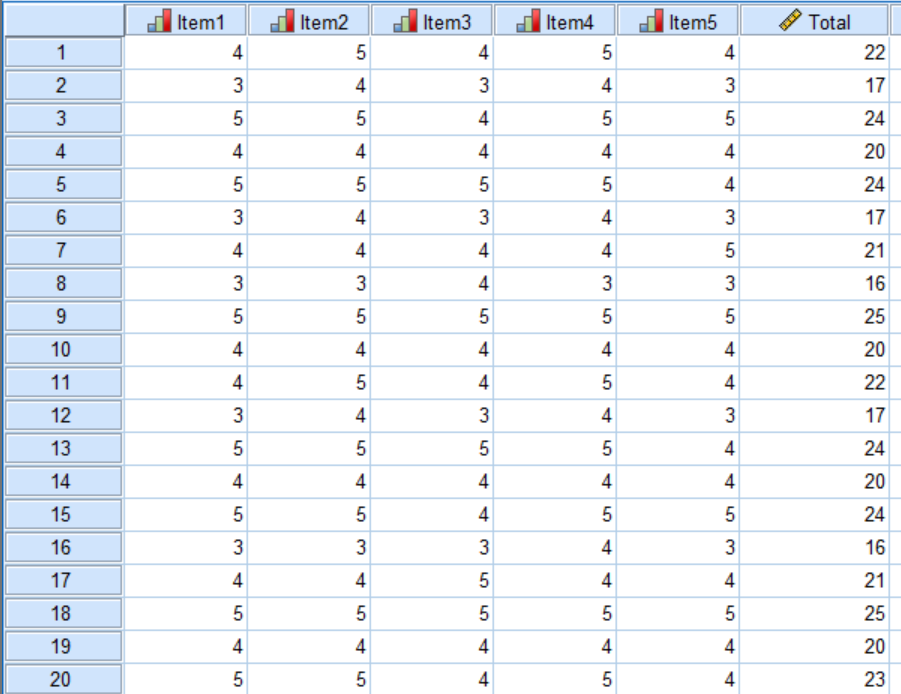 Item1 Item2 Item3 Item4 Item5 Total
1 4 5 4 5 4 22
2 3 4 3 4 3 17
3 5 5 4 5 5 24
4 4 4 4 4 4 20
5 5 5 5 5 4 24
6 3 4 3 4 3 17
7 4 4 4 4 5 21
8 3 3 4 3 3 16
9 5 5 5 5 5 25
10 4 4 4 4 4 20
11 4 5 4 5 4 22
12 3 4 3 4 3 17
13 5 5 5 5 4 24
14 4 4 4 4 4 20
15 5 5 4 5 5 24
16 3 3 3 4 3 16
17 4 4 5 4 4 21
18 5 5 5 5 5 25
19 4 4 4 4 4 20
20 5 5 4 5 4 23